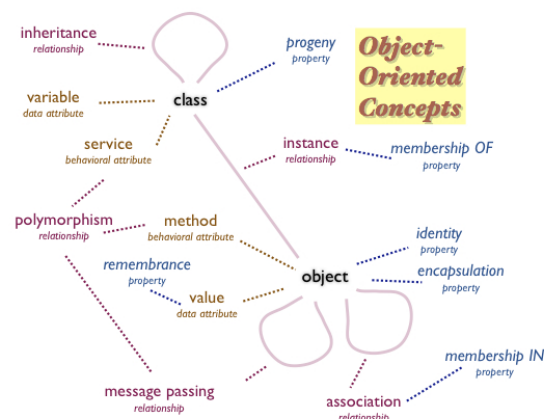 inheritance
relationship
progeny
property
Object-
Oriented
Concepts
variable
data attribute
class
service
behavioral attribute
instance
relationship
membership OF
property
polymorphism
relationship
method
behavioral attribute
identity
property
remembrance
property
object
encapsulation
property
value
data attribute
membership IN
property
message passing
relationship
association
relationship